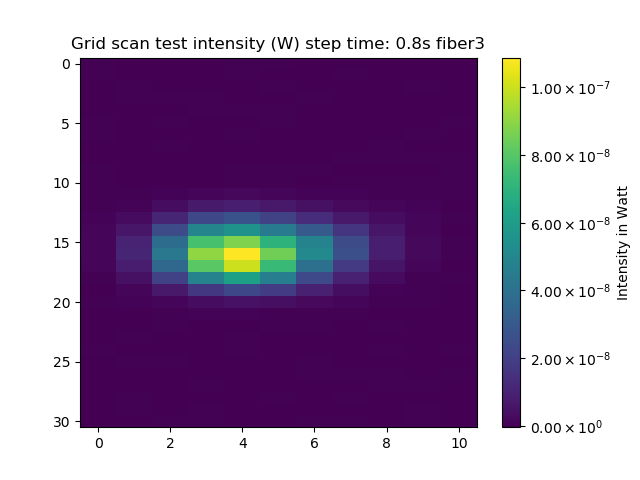 Grid scan test intensity (W) step time: 0.8s fiber3
0
5
10
15
20
25
30
0 2 4 6 8 10
1.00 × 10⁻⁷
8.00 × 10⁻⁸
6.00 × 10⁻⁸
4.00 × 10⁻⁸
2.00 × 10⁻⁸
0.00 × 10⁰
Intensity in Watt